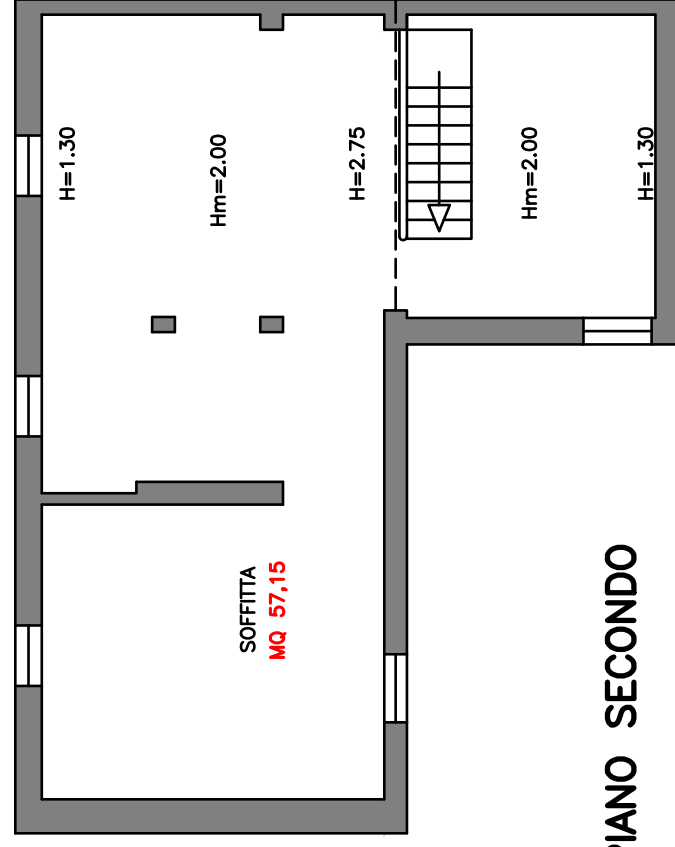 H=1.30
Hm=2.00
H=2.75
Hm=2.00
H=1.30
SOFFITTA
MQ 57,15
PIANO SECONDO